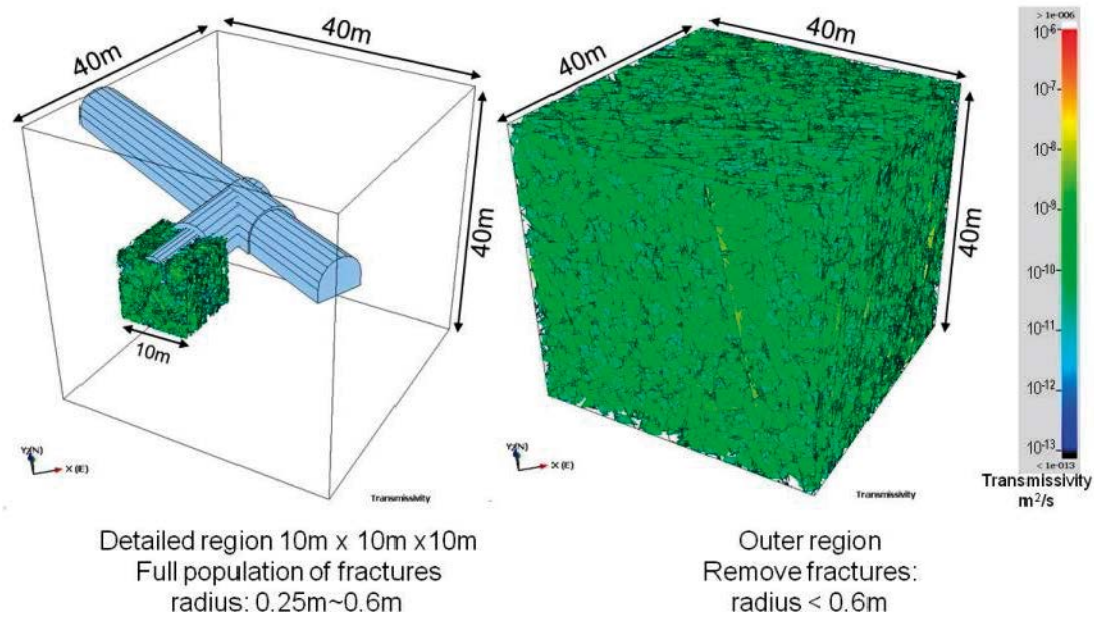 40m
40m
40m
10m
Y(N)
X (E)
Transmissivity
40m
40m
40m
X (E)
Transmissivity
> 1e-006
10-6
10-7
10-8
10-9
10-10
10-11
10-12
10-13
< 1e-013
Transmissivity
m2/s
Detailed region 10m x 10m x10m
Full population of fractures
radius: 0.25m~0.6m
Outer region
Remove fractures:
radius < 0.6m